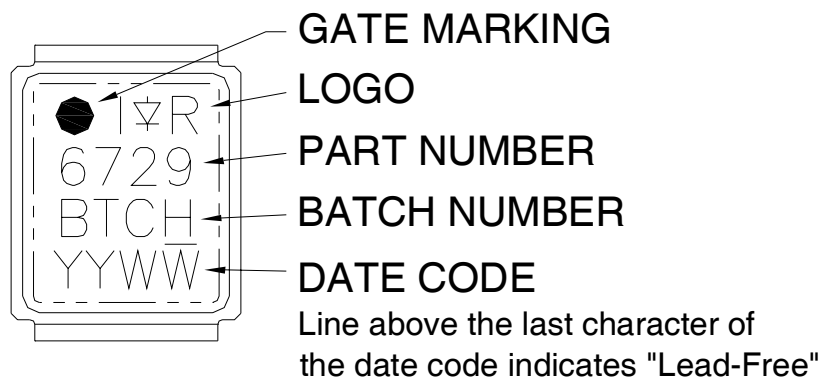 GATE MARKING
I R
LOGO
6729
PART NUMBER
BTCH
BATCH NUMBER
YYWW
DATE CODE
Line above the last character of
the date code indicates "Lead-Free"